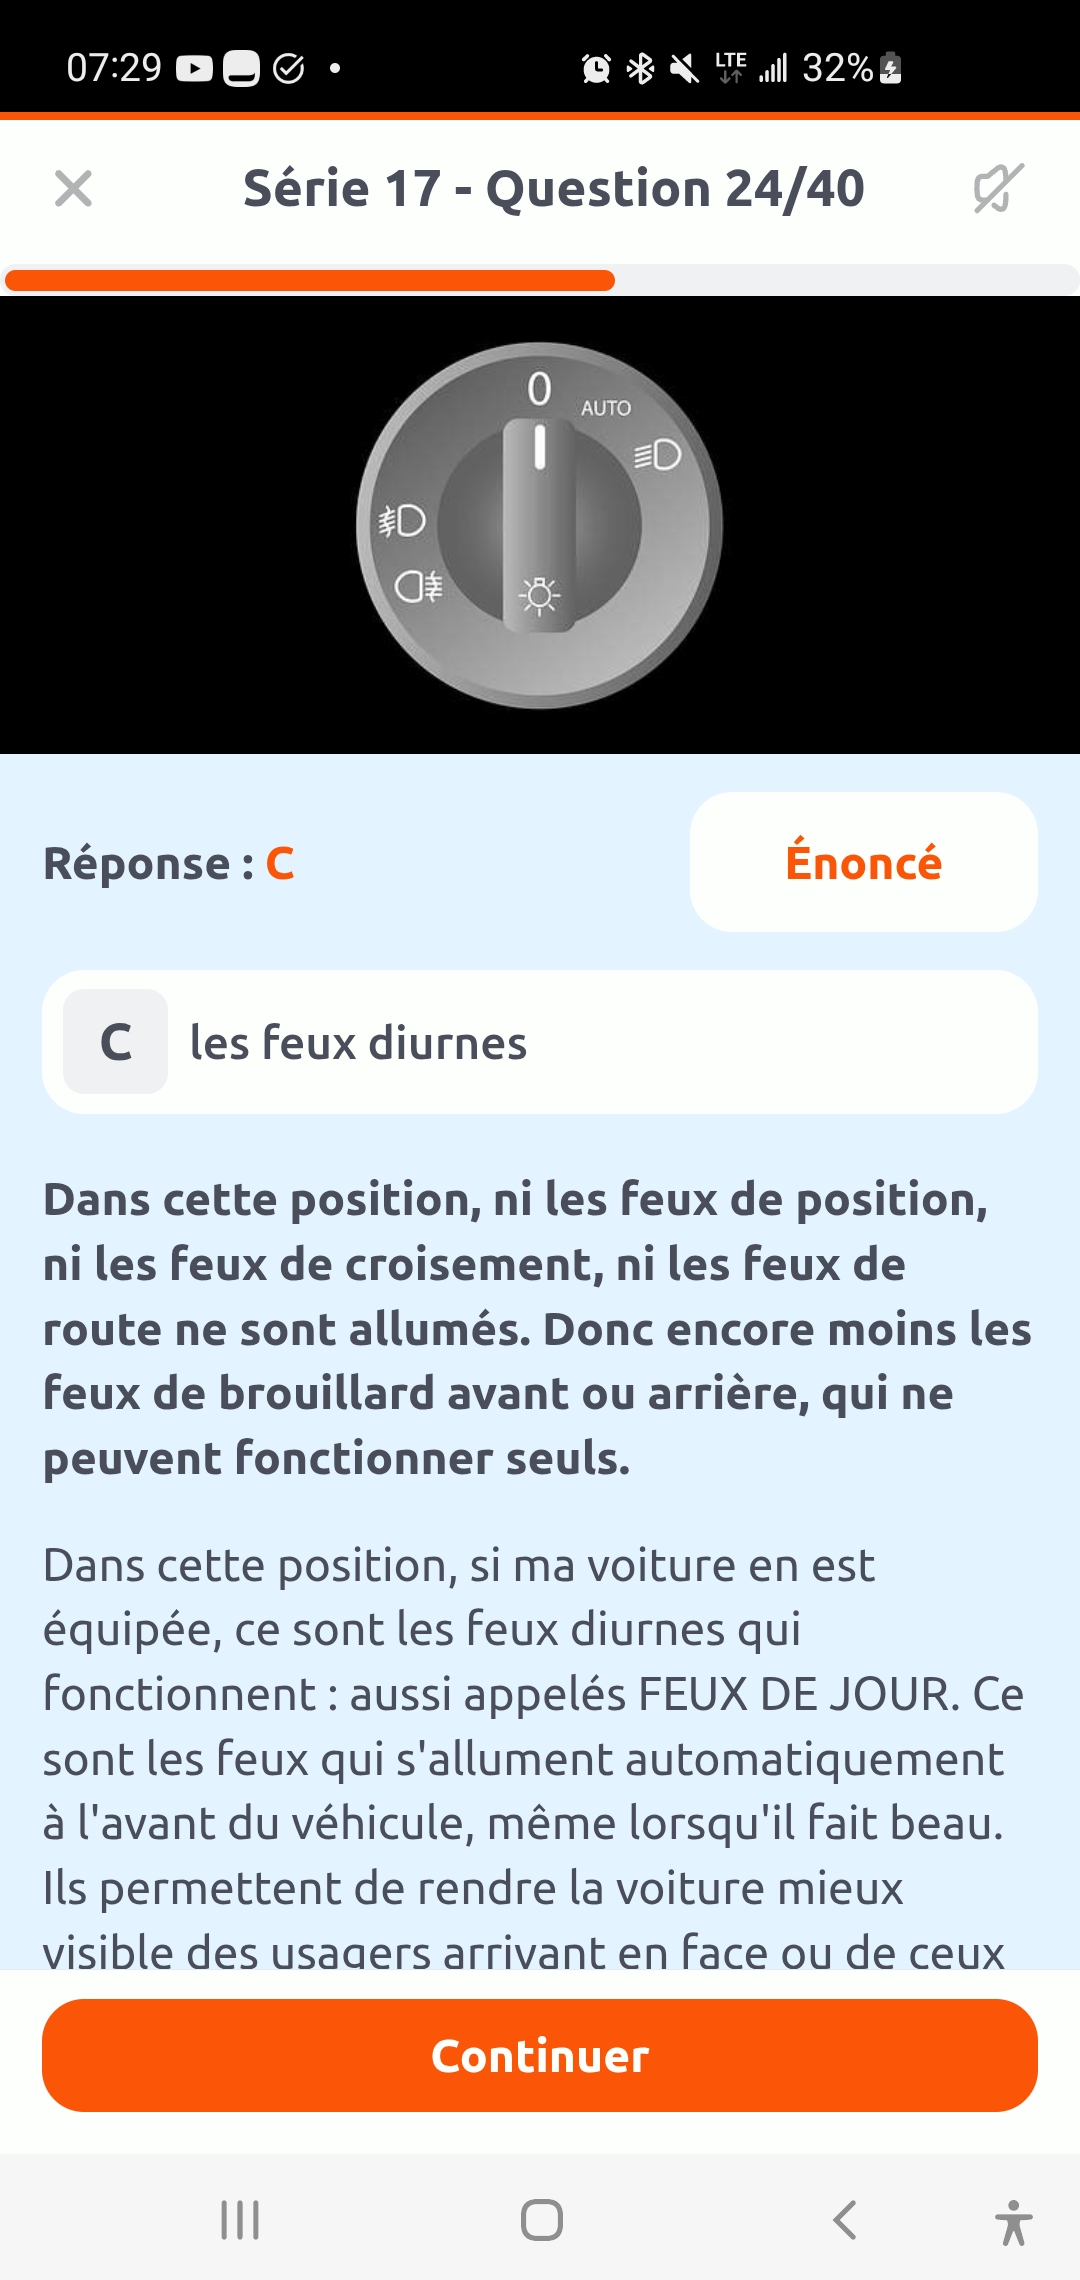 07:29
LTE
32%
Série 17 - Question 24/40
0
AUTO
Réponse : C
Énoncé
C
les feux diurnes
Dans cette position, ni les feux de position,
ni les feux de croisement, ni les feux de
route ne sont allumés. Donc encore moins les
feux de brouillard avant ou arrière, qui ne
peuvent fonctionner seuls.
Dans cette position, si ma voiture en est
équipée, ce sont les feux diurnes qui
fonctionnent : aussi appelés FEUX DE JOUR. Ce
sont les feux qui s'allument automatiquement
à l'avant du véhicule, même lorsqu'il fait beau.
Ils permettent de rendre la voiture mieux
visible des usagers arrivant en face ou de ceux
Continuer